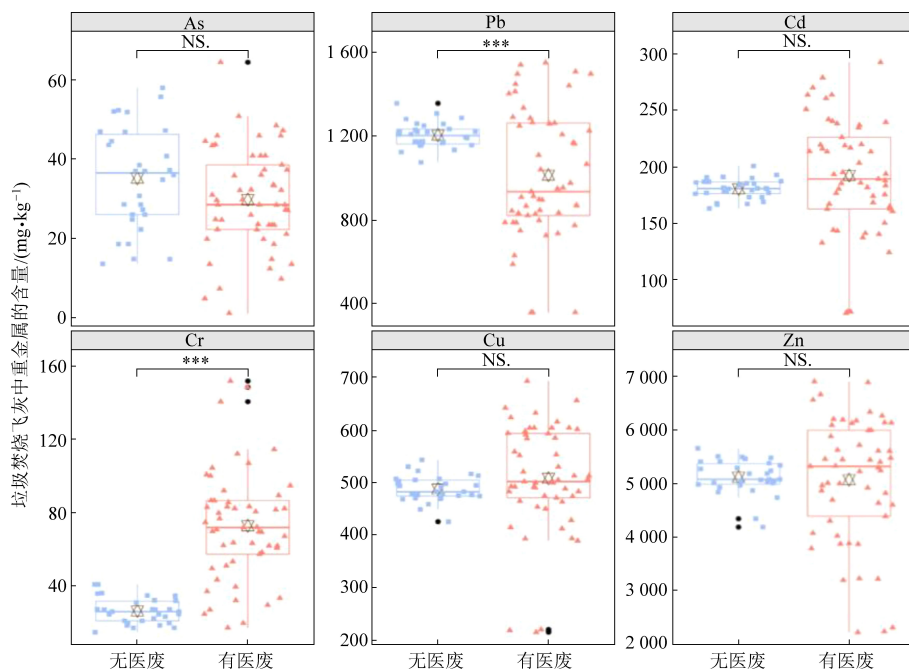 As
Pb
Cd
NS.
***
NS.
60
40
20
0
1 600
1200
800
400
300
250
200
150
100
垃圾焚烧飞灰中重金属的含量/(mg•kg⁻¹)
Cr
Cu
Zn
***
NS.
NS.
160
120
80
40
700
600
500
400
300
200
7 000
6 000
5 000
4 000
3 000
2 000
无医废
有医废
无医废
有医废
无医废
有医废